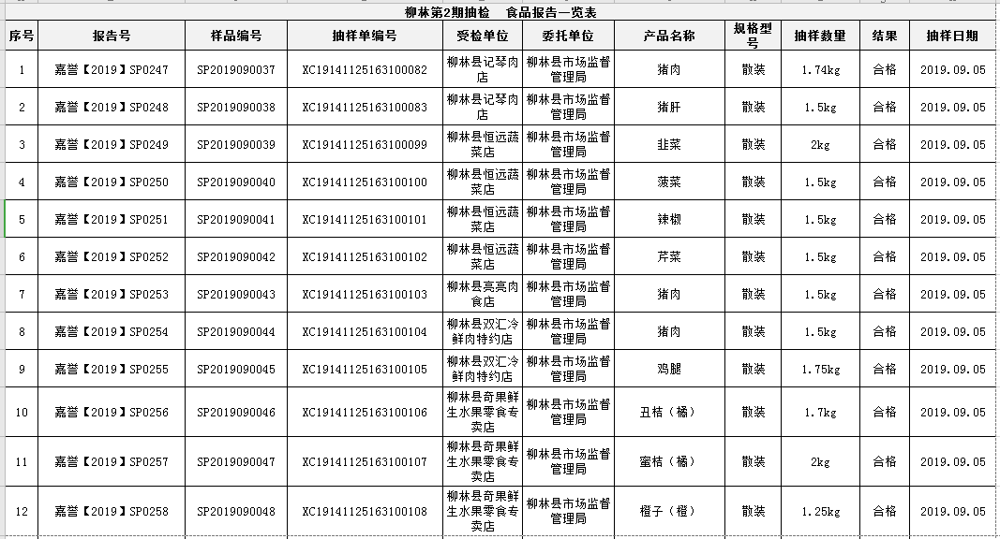 柳林第2期抽检 食品报告一览表
序号 报告号 样品编号 抽样单编号 受检单位 委托单位 产品名称 规格型号 抽样数量 结果 抽样日期
1 嘉誉【2019】SP0247 SP2019090037 XC19141125163100082 柳林县记琴肉店 柳林县市场监督管理局 猪肉 散装 1.74kg 合格 2019.09.05
2 嘉誉【2019】SP0248 SP2019090038 XC19141125163100083 柳林县记琴肉店 柳林县市场监督管理局 猪肝 散装 1.5kg 合格 2019.09.05
3 嘉誉【2019】SP0249 SP2019090039 XC19141125163100099 柳林县恒远蔬菜店 柳林县市场监督管理局 韭菜 散装 2kg 合格 2019.09.05
4 嘉誉【2019】SP0250 SP2019090040 XC19141125163100100 柳林县恒远蔬菜店 柳林县市场监督管理局 菠菜 散装 1.5kg 合格 2019.09.05
5 嘉誉【2019】SP0251 SP2019090041 XC19141125163100101 柳林县恒远蔬菜店 柳林县市场监督管理局 辣椒 散装 1.5kg 合格 2019.09.05
6 嘉誉【2019】SP0252 SP2019090042 XC19141125163100102 柳林县恒远蔬菜店 柳林县市场监督管理局 芹菜 散装 1.5kg 合格 2019.09.05
7 嘉誉【2019】SP0253 SP2019090043 XC19141125163100103 柳林县亮亮肉食店 柳林县市场监督管理局 猪肉 散装 1.5kg 合格 2019.09.05
8 嘉誉【2019】SP0254 SP2019090044 XC19141125163100104 柳林县双汇冷鲜肉特约店 柳林县市场监督管理局 猪肉 散装 1.5kg 合格 2019.09.05
9 嘉誉【2019】SP0255 SP2019090045 XC19141125163100105 柳林县双汇冷鲜肉特约店 柳林县市场监督管理局 鸡腿 散装 1.75kg 合格 2019.09.05
10 嘉誉【2019】SP0256 SP2019090046 XC19141125163100106 柳林县奇果鲜生水果零食专卖店 柳林县市场监督管理局 丑桔（橘） 散装 1.7kg 合格 2019.09.05
11 嘉誉【2019】SP0257 SP2019090047 XC19141125163100107 柳林县奇果鲜生水果零食专卖店 柳林县市场监督管理局 蜜桔（橘） 散装 2kg 合格 2019.09.05
12 嘉誉【2019】SP0258 SP2019090048 XC19141125163100108 柳林县奇果鲜生水果零食专卖店 柳林县市场监督管理局 橙子（橙） 散装 1.25kg 合格 2019.09.05